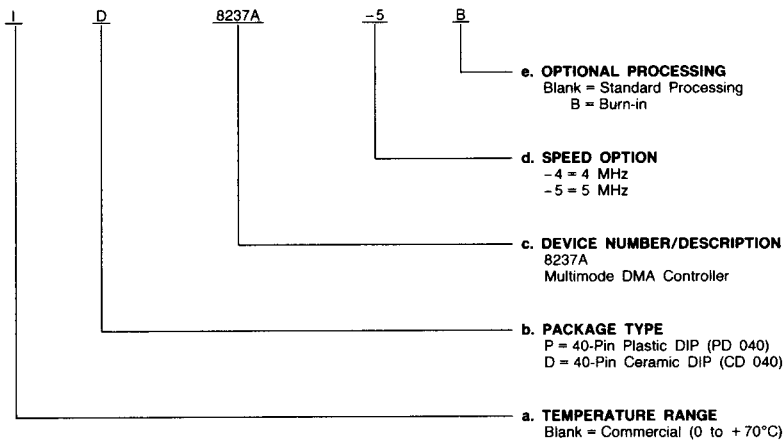 I D 8237A -5 B
e. OPTIONAL PROCESSING
Blank = Standard Processing
B = Burn-in
d. SPEED OPTION
-4 = 4 MHz
-5 = 5 MHz
c. DEVICE NUMBER/DESCRIPTION
8237A
Multimode DMA Controller
b. PACKAGE TYPE
P = 40-Pin Plastic DIP (PD 040)
D = 40-Pin Ceramic DIP (CD 040)
a. TEMPERATURE RANGE
Blank = Commercial (0 to +70°C)